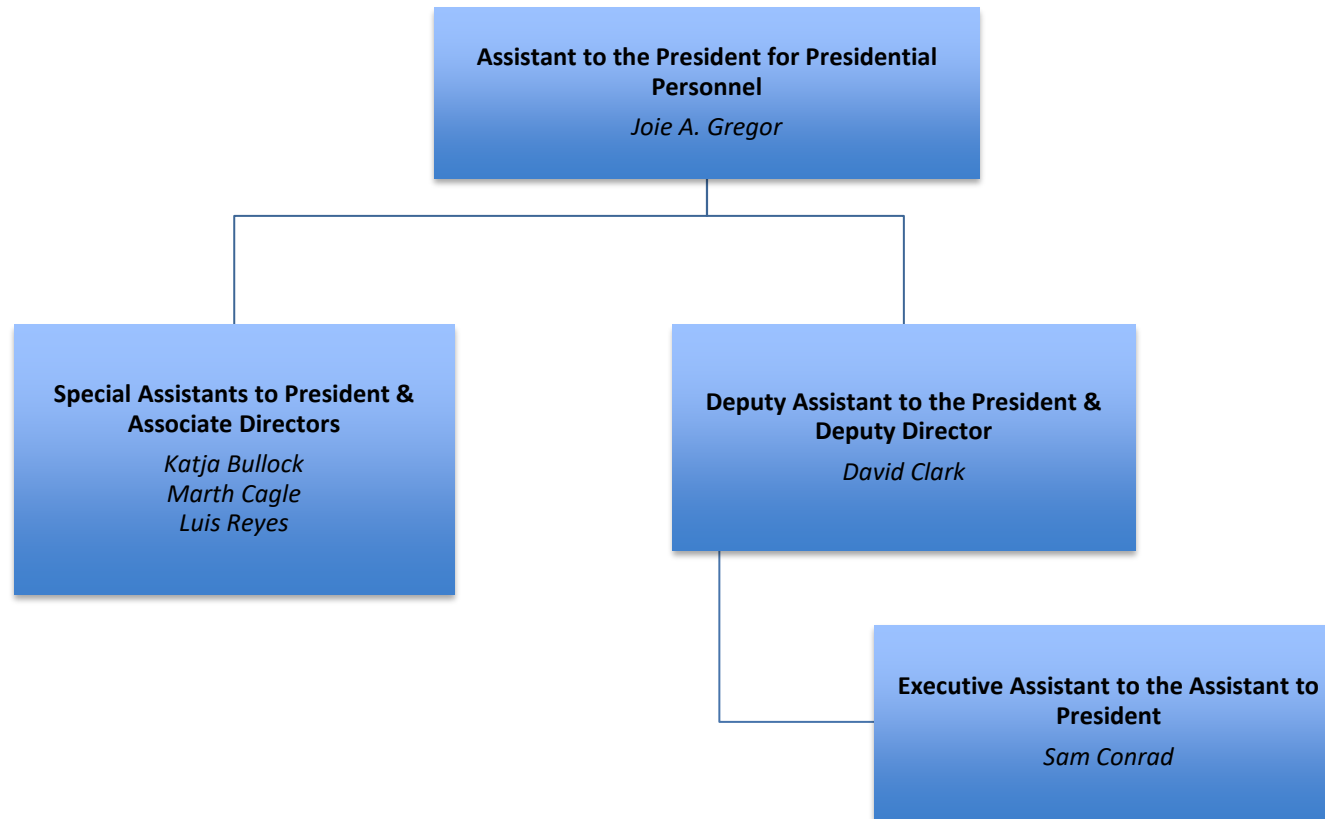 Assistant to the President for Presidential
Personnel
Joie A. Gregor
Special Assistants to President &
Associate Directors
Katja Bullock
Marth Cagle
Luis Reyes
Deputy Assistant to the President &
Deputy Director
David Clark
Executive Assistant to the Assistant to
President
Sam Conrad